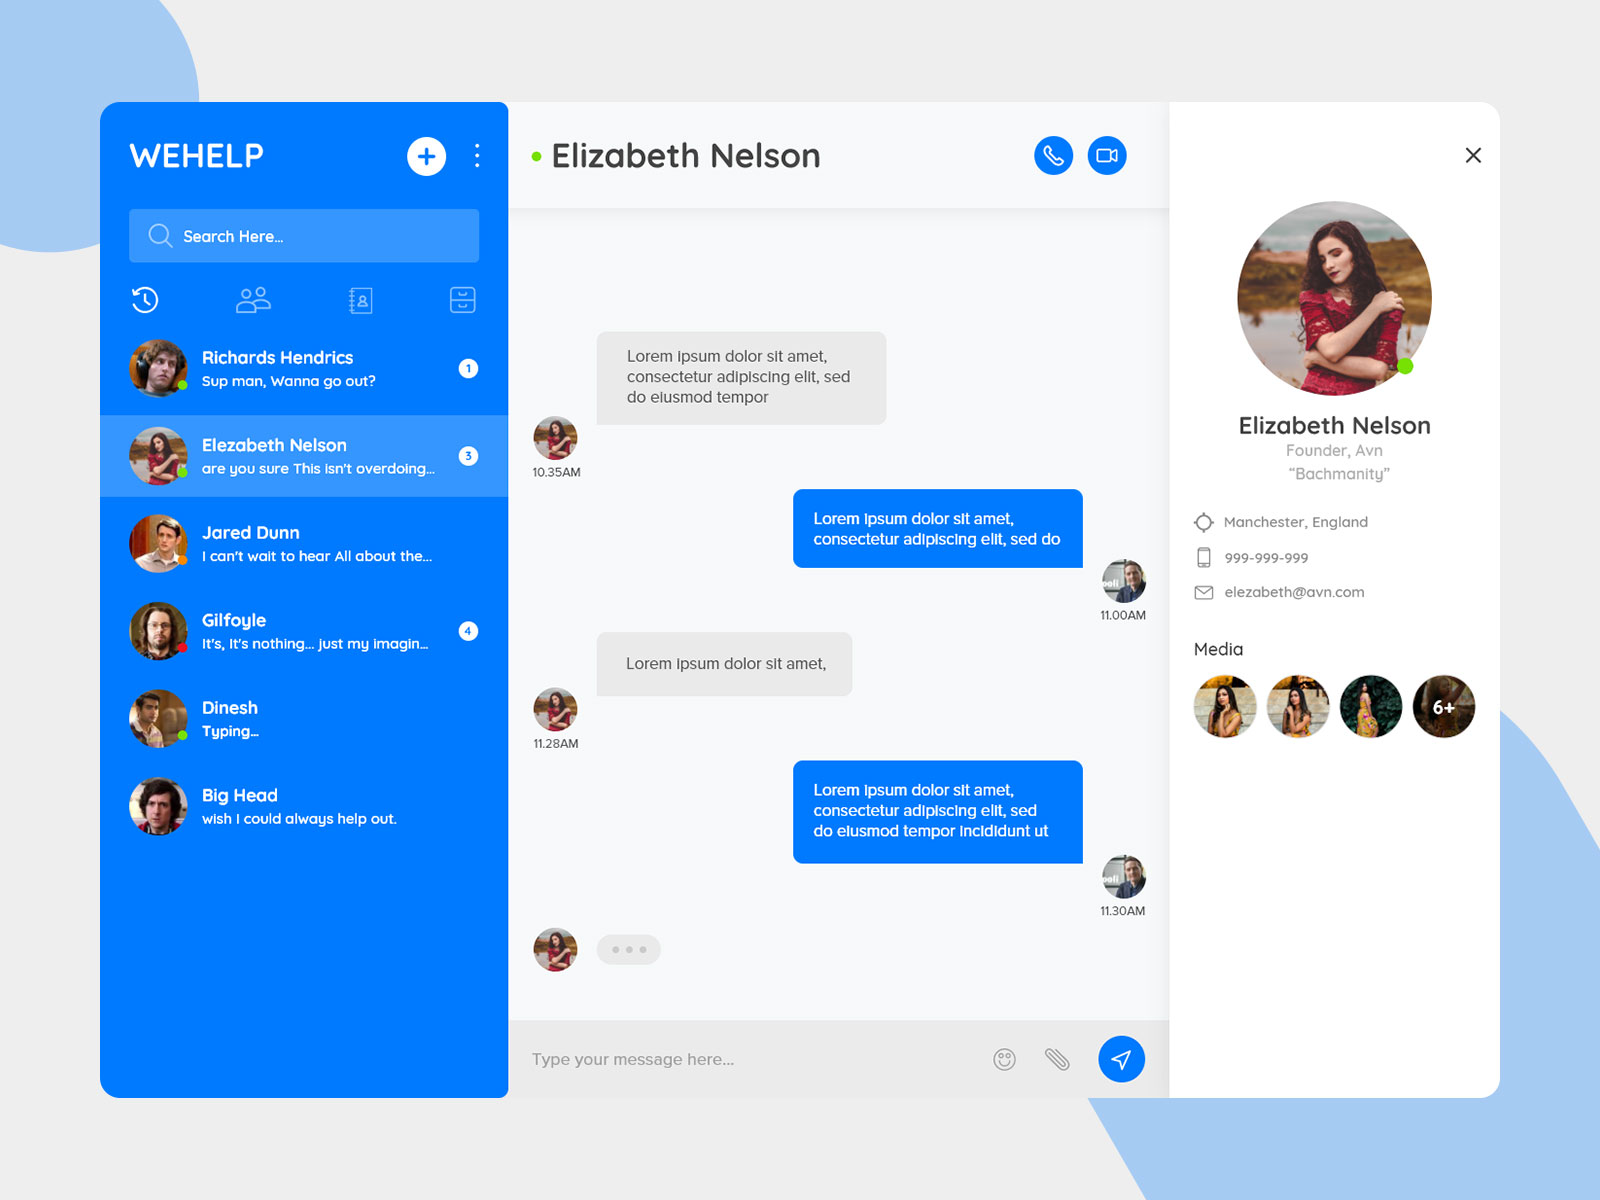 WEHELP
Search Here...
Richards Hendrics
Sup man, Wanna go out?
1
Elezabeth Nelson
are you sure This isn't overdoing...
3
Jared Dunn
I can't wait to hear All about the...
Gilfoyle
It's, It's nothing... just my imagin...
4
Dinesh
Typing...
Big Head
wish I could always help out.
Elizabeth Nelson
Lorem ipsum dolor sit amet,
consectetur adipiscing elit, sed
do eiusmod tempor
10.35AM
Lorem ipsum dolor sit amet,
consectetur adipiscing elit, sed do
11.00AM
Lorem ipsum dolor sit amet,
11.28AM
Lorem ipsum dolor sit amet,
consectetur adipiscing elit, sed
do eiusmod tempor incididunt ut
11.30AM
Type your message here...
Elizabeth Nelson
Founder, Avn
“Bachmanity”
Manchester, England
999-999-999
elezabeth@avn.com
Media
6+